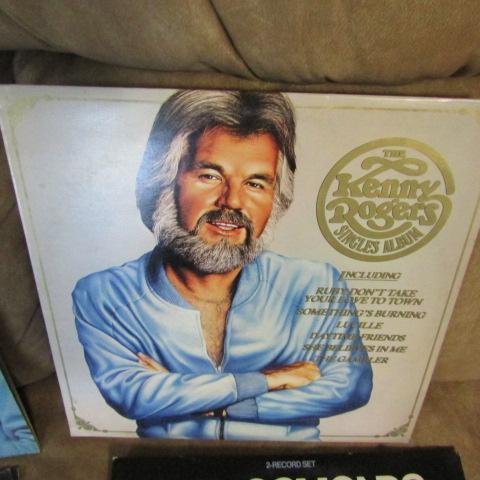 THE
Kenny
Rogers
SINGLES ALBUM
INCLUDING
RUBY DON'T TAKE
YOUR LOVE TO TOWN
SOMETHING'S BURNING
LUCILLE
DAYTIME FRIENDS
SHE BELIEVES IN ME
THE GAMBLER
2-RECORD SET